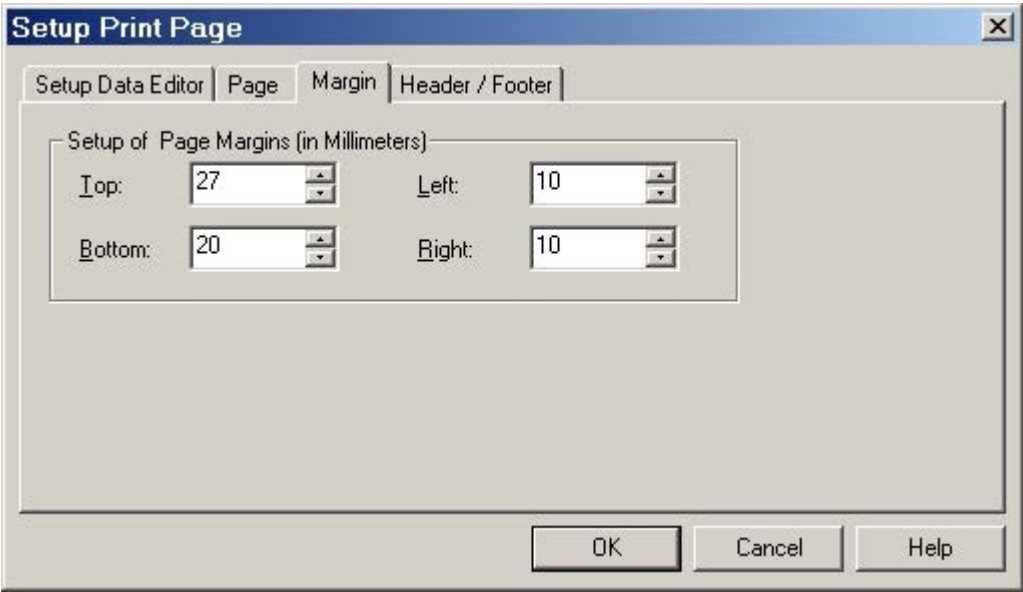 Setup Print Page
Setup Data Editor Page Margin Header / Footer
Setup of Page Margins (in Millimeters)
Top: 27 Left: 10
Bottom: 20 Right: 10
OK Cancel Help